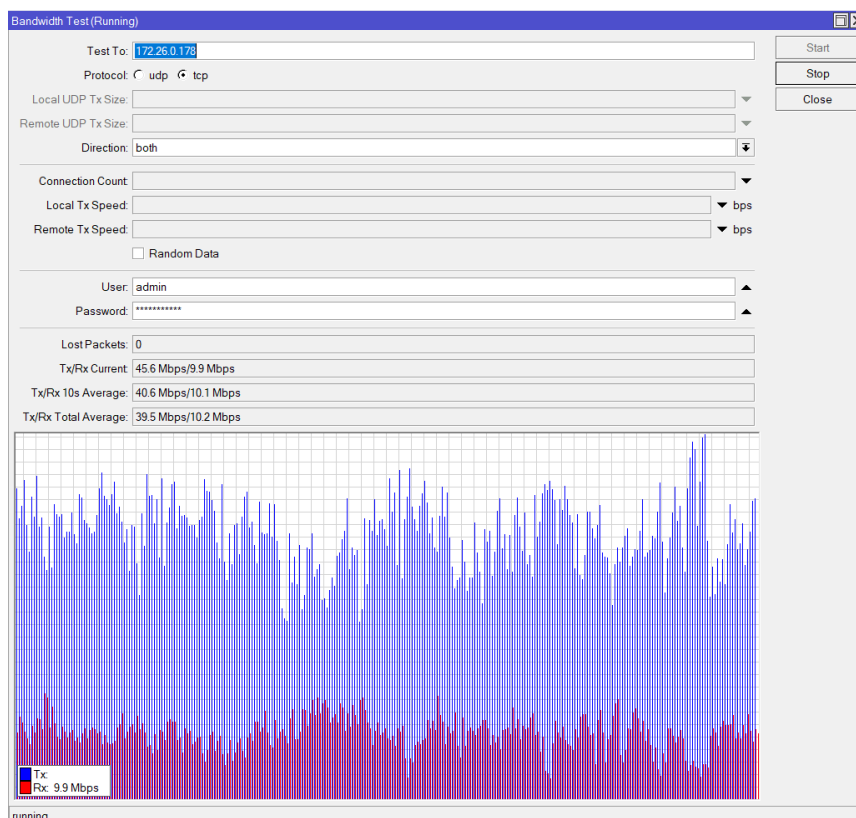 Bandwidth Test (Running)
Test To: 172.26.0.178
Start
Protocol: udp tcp
Stop
Local UDP Tx Size:
Close
Remote UDP Tx Size:
Direction: both
Connection Count:
Local Tx Speed: bps
Remote Tx Speed: bps
Random Data
User: admin
Password: ***********
Lost Packets: 0
Tx/Rx Current: 45.6 Mbps/9.9 Mbps
Tx/Rx 10s Average: 40.6 Mbps/10.1 Mbps
Tx/Rx Total Average: 39.5 Mbps/10.2 Mbps
Tx:
Rx: 9.9 Mbps
running